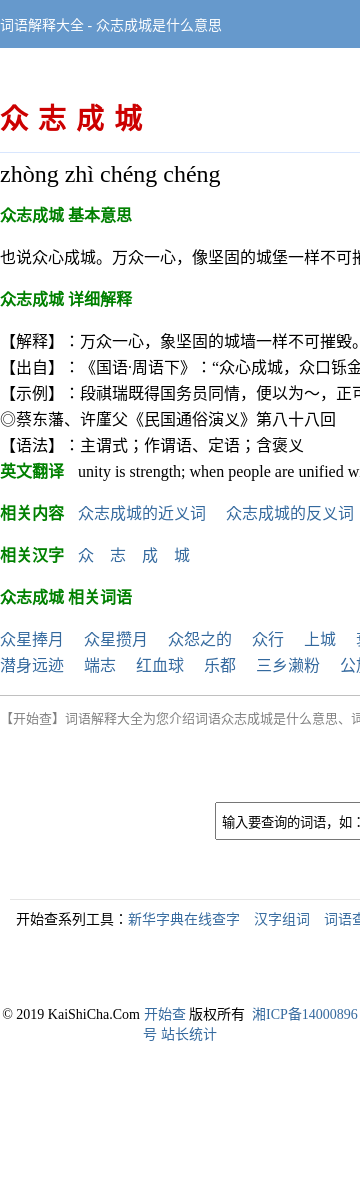 词语解释大全 - 众志成城是什么意思
众志成城
zhòng zhì chéng chéng
众志成城 基本意思
也说众心成城。万众一心，像坚固的城堡一样不可
众志成城 详细解释
【解释】：万众一心，象坚固的城墙一样不可摧毁。
【出自】：《国语·周语下》：“众心成城，众口铄金
【示例】：段祺瑞既得国务员同情，便以为～，正
◎蔡东藩、许廑父《民国通俗演义》第八十八回
【语法】：主谓式；作谓语、定语；含褒义
英文翻译 unity is strength; when people are unified w
相关内容 众志成城的近义词 众志成城的反义词
相关汉字 众 志 成 城
众志成城 相关词语
众星捧月 众星攒月 众怨之的 众行 上城
潜身远迹 端志 红血球 乐都 三乡濑粉
【开始查】词语解释大全为您介绍词语众志成城是什么意思、
输入要查询的词语，如：
开始查系列工具：新华字典在线查字 汉字组词 词语
© 2019 KaiShiCha.Com 开始查 版权所有 湘ICP备14000896
号 站长统计